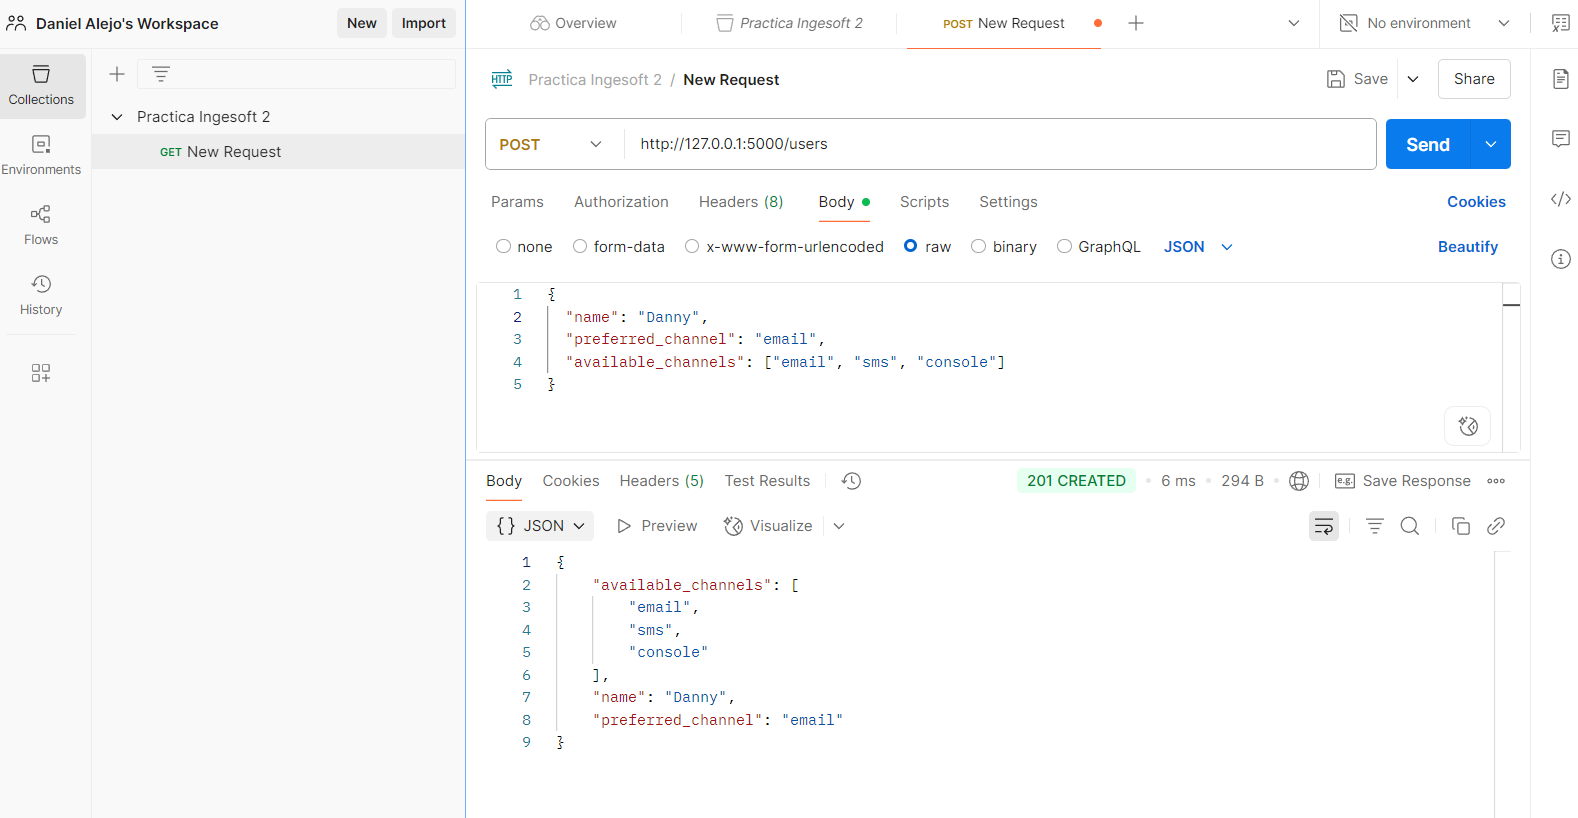 Daniel Alejo's Workspace
New
Import
Overview
Practica Ingesoft 2
POST New Request
No environment
Collections
Environments
Flows
History
Practica Ingesoft 2
GET New Request
HTTP
Practica Ingesoft 2 / New Request
Save
Share
POST
http://127.0.0.1:5000/users
Send
Params
Authorization
Headers (8)
Body
Scripts
Settings
Cookies
none
form-data
x-www-form-urlencoded
raw
binary
GraphQL
JSON
Beautify
1 {
2 "name": "Danny",
3 "preferred_channel": "email",
4 "available_channels": ["email", "sms", "console"]
5 }
Body
Cookies
Headers (5)
Test Results
201 CREATED
6 ms
294 B
e.g. Save Response
{} JSON
Preview
Visualize
1 {
2 "available_channels": [
3 "email",
4 "sms",
5 "console"
6 ],
7 "name": "Danny",
8 "preferred_channel": "email"
9 }